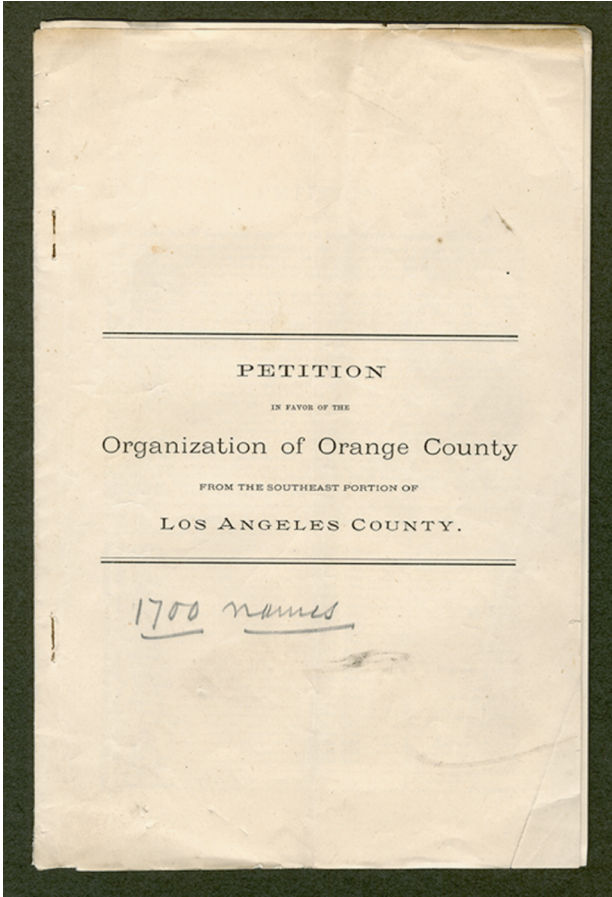 PETITION
IN FAVOR OF THE
Organization of Orange County
FROM THE SOUTHEAST PORTION OF
LOS ANGELES COUNTY.
1700 names